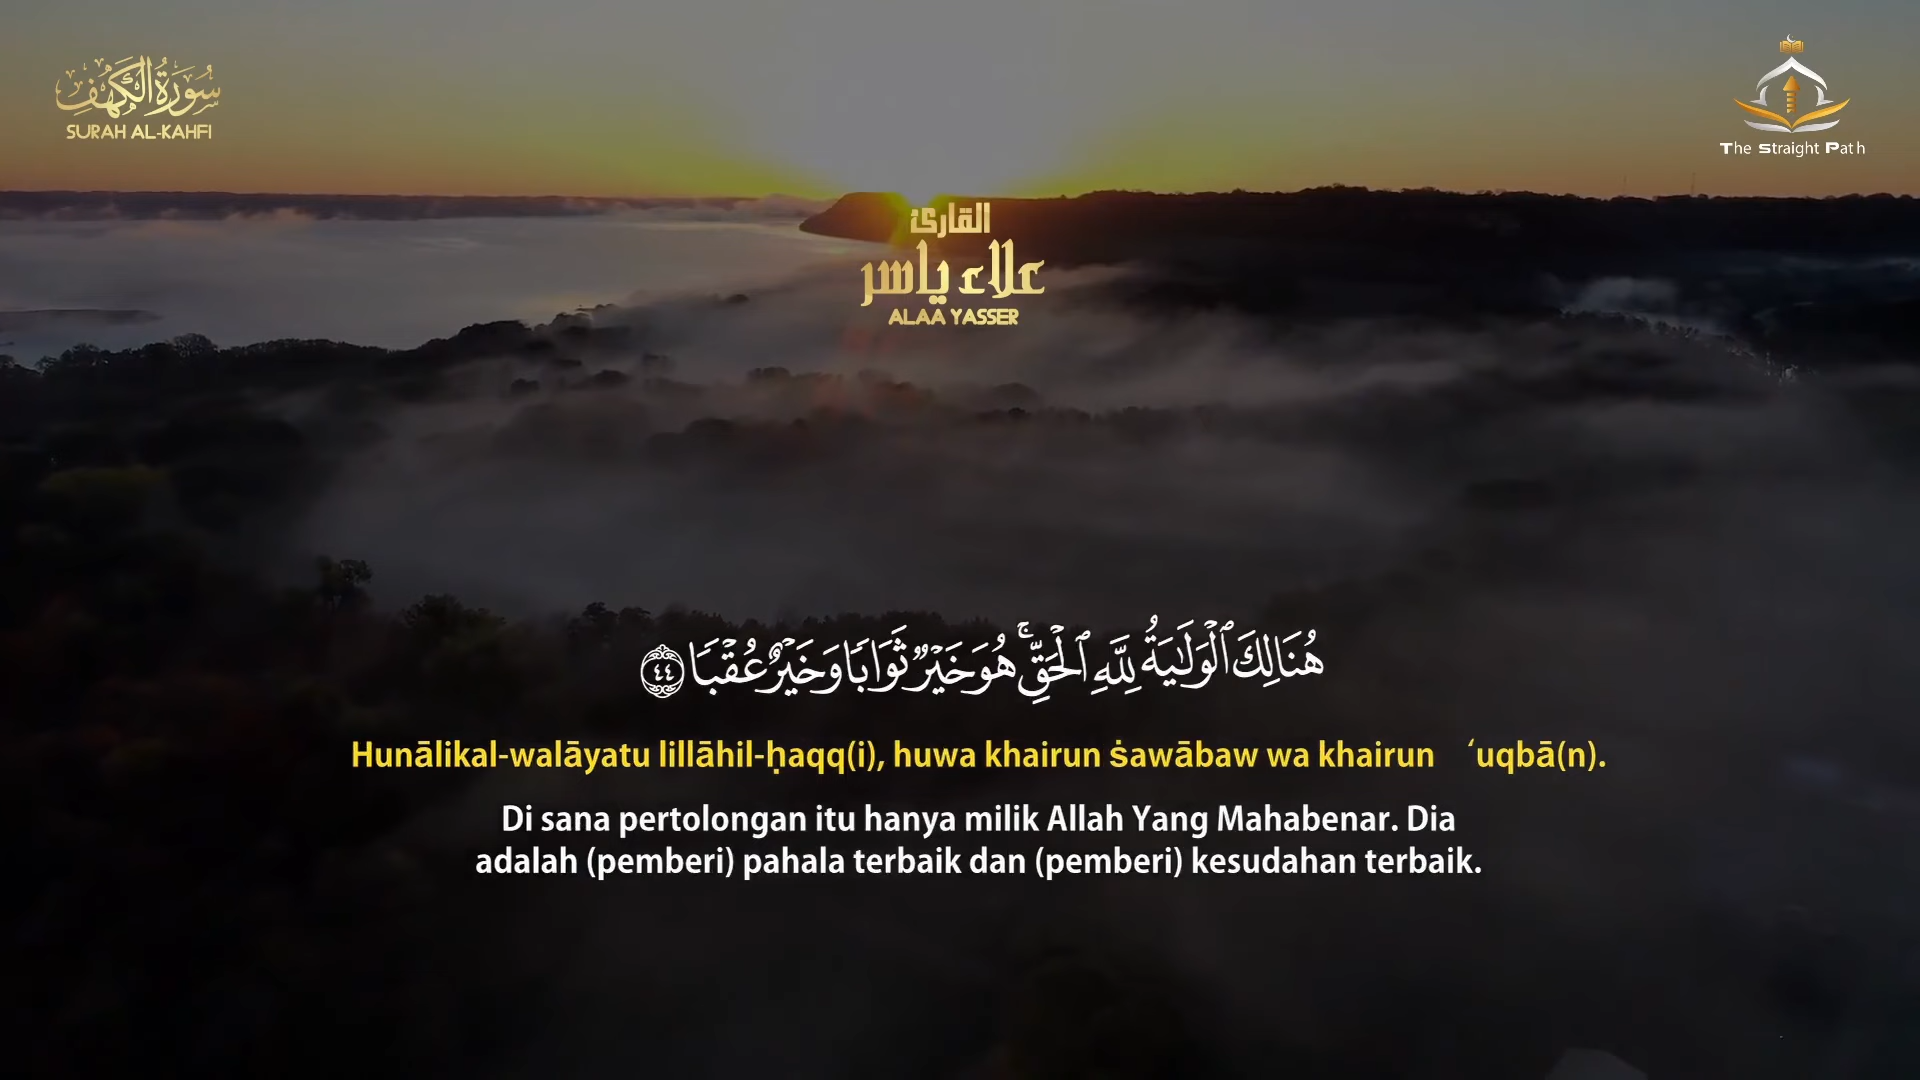 سُورَةُ الْكَهْفِ
SURAH AL-KAHFI
The Straight Path
القارئ
علاء ياسر
ALAA YASSER
هُنَالِكَ ٱلْوَلَـٰيَةُ لِلَّهِ ٱلْحَقِّ ۚ هُوَ خَيْرٌ ثَوَابًا وَخَيْرٌ عُقْبًا ٤٤
Hunālikal-walāyatu lillāhil-ḥaqq(i), huwa khairun ṡawābaw wa khairun ‘uqbā(n).
Di sana pertolongan itu hanya milik Allah Yang Mahabenar. Dia
adalah (pemberi) pahala terbaik dan (pemberi) kesudahan terbaik.